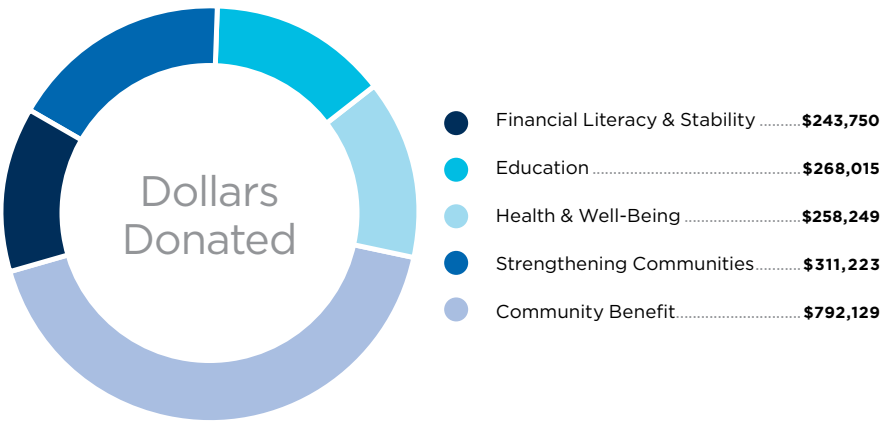 Dollars
Donated
Financial Literacy & Stability ......... $243,750
Education ................................................... $268,015
Health & Well-Being ............................ $258,249
Strengthening Communities .......... $311,223
Community Benefit .............................. $792,129